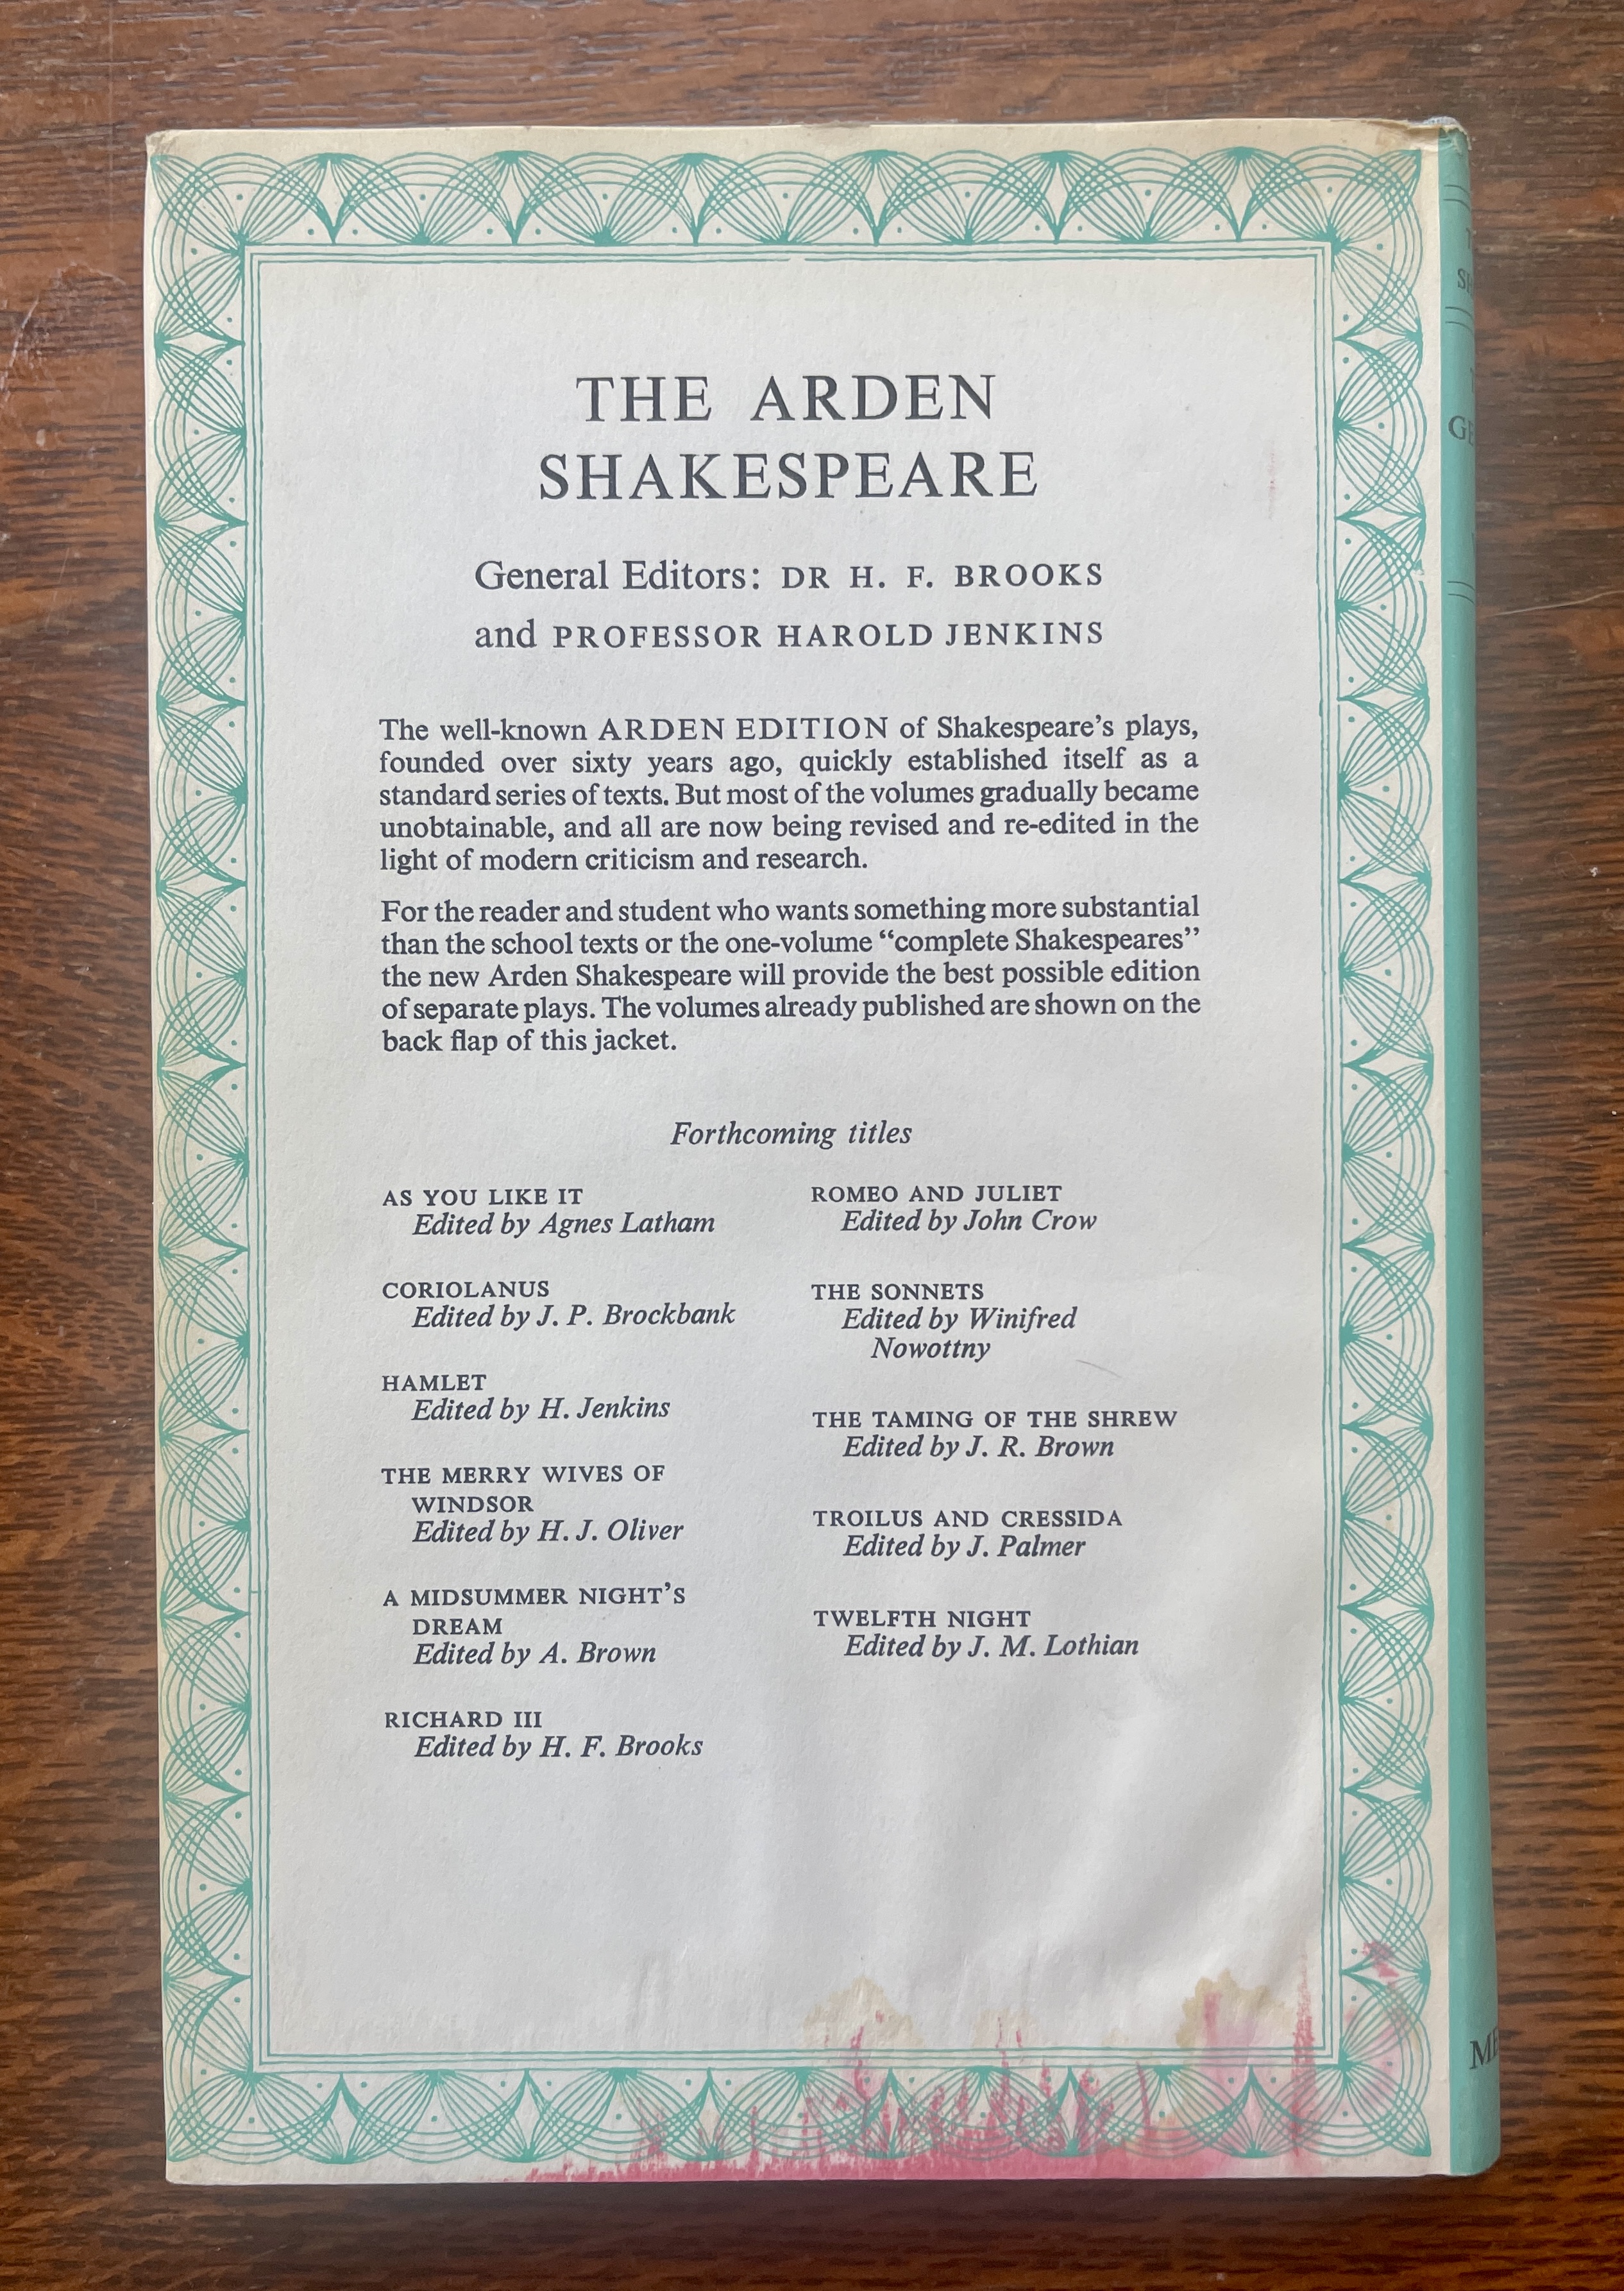 THE ARDEN
SHAKESPEARE
General Editors: DR H. F. BROOKS
and PROFESSOR HAROLD JENKINS
The well-known ARDEN EDITION of Shakespeare's plays,
founded over sixty years ago, quickly established itself as a
standard series of texts. But most of the volumes gradually became
unobtainable, and all are now being revised and re-edited in the
light of modern criticism and research.
For the reader and student who wants something more substantial
than the school texts or the one-volume “complete Shakespeares”
the new Arden Shakespeare will provide the best possible edition
of separate plays. The volumes already published are shown on the
back flap of this jacket.
Forthcoming titles
AS YOU LIKE IT
Edited by Agnes Latham
CORIOLANUS
Edited by J. P. Brockbank
HAMLET
Edited by H. Jenkins
THE MERRY WIVES OF
WINDSOR
Edited by H. J. Oliver
A MIDSUMMER NIGHT'S
DREAM
Edited by A. Brown
RICHARD III
Edited by H. F. Brooks
ROMEO AND JULIET
Edited by John Crow
THE SONNETS
Edited by Winifred
Nowottny
THE TAMING OF THE SHREW
Edited by J. R. Brown
TROILUS AND CRESSIDA
Edited by J. Palmer
TWELFTH NIGHT
Edited by J. M. Lothian